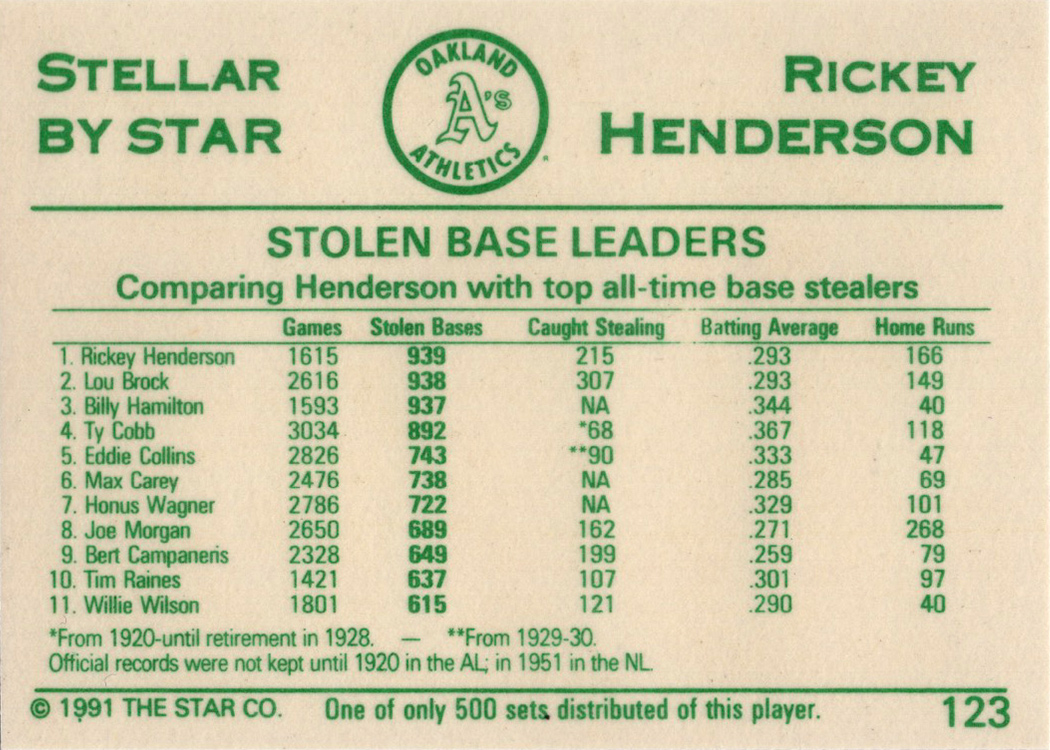 STELLAR
BY STAR
OAKLAND
A's
ATHLETICS
RICKEY
HENDERSON
STOLEN BASE LEADERS
Comparing Henderson with top all-time base stealers
Games Stolen Bases Caught Stealing Batting Average Home Runs
1. Rickey Henderson 1615 939 215 .293 166
2. Lou Brock 2616 938 307 .293 149
3. Billy Hamilton 1593 937 NA .344 40
4. Ty Cobb 3034 892 *68 .367 118
5. Eddie Collins 2826 743 **90 .333 47
6. Max Carey 2476 738 NA .285 69
7. Honus Wagner 2786 722 NA .329 101
8. Joe Morgan 2650 689 162 .271 268
9. Bert Campaneris 2328 649 199 .259 79
10. Tim Raines 1421 637 107 .301 97
11. Willie Wilson 1801 615 121 .290 40
*From 1920-until retirement in 1928. — **From 1929-30.
Official records were not kept until 1920 in the AL; in 1951 in the NL.
© 1991 THE STAR CO. One of only 500 sets distributed of this player. 123